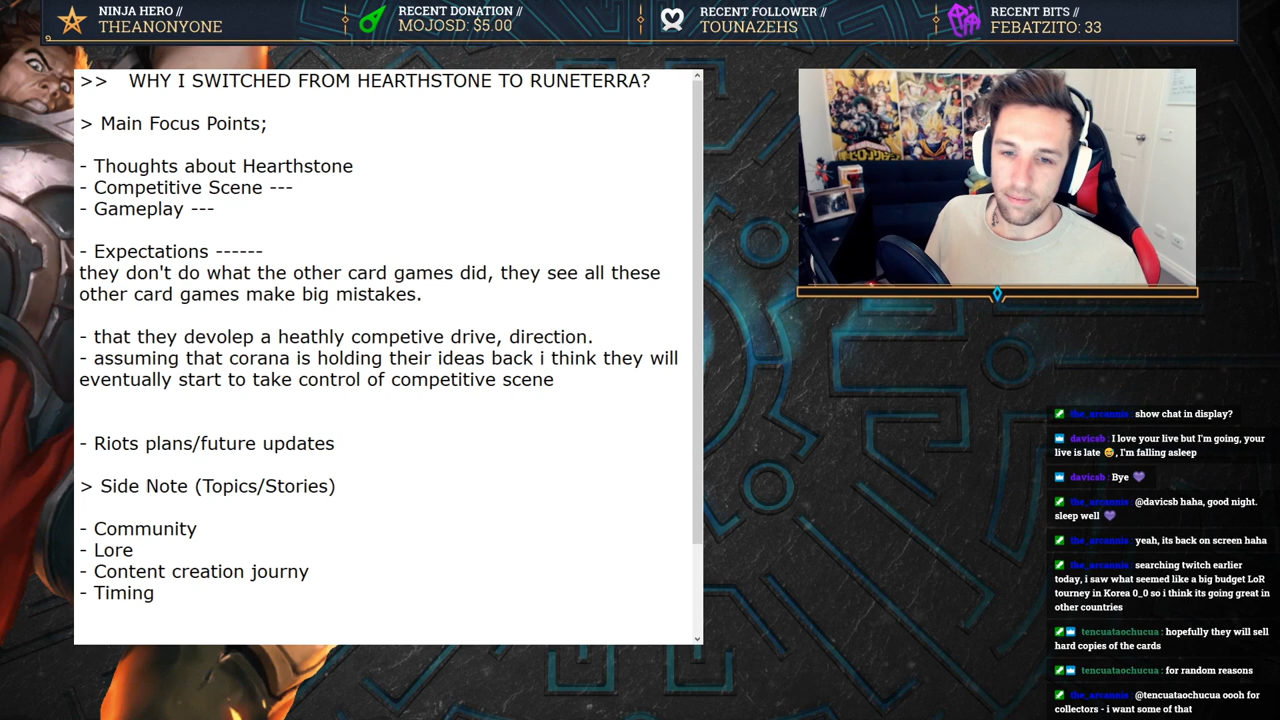 NINJA HERO //
THEANONYONE
RECENT DONATION //
MOJOSD: $5.00
RECENT FOLLOWER //
TOUNAZEHS
RECENT BITS //
FEBATZITO: 33
>> WHY I SWITCHED FROM HEARTHSTONE TO RUNETERRA?
> Main Focus Points;
- Thoughts about Hearthstone
- Competitive Scene ---
- Gameplay ---
- Expectations ------
they don't do what the other card games did, they see all these
other card games make big mistakes.
- that they devolep a heathly competive drive, direction.
- assuming that corana is holding their ideas back i think they will
eventually start to take control of competitive scene
- Riots plans/future updates
> Side Note (Topics/Stories)
- Community
- Lore
- Content creation journy
- Timing
the_arcannis: show chat in display?
davicsb: I love your live but I'm going, your
live is late 😅, I'm falling asleep
davicsb: Bye 💜
the_arcannis: @davicsb haha, good night.
sleep well 💜
the_arcannis: yeah, its back on screen haha
the_arcannis: searching twitch earlier
today, i saw what seemed like a big budget LoR
tourney in Korea 0_0 so i think its going great in
other countries
tencuataochucua: hopefully they will sell
hard copies of the cards
tencuataochucua: for random reasons
the_arcannis: @tencuataochucua oooh for
collectors - i want some of that